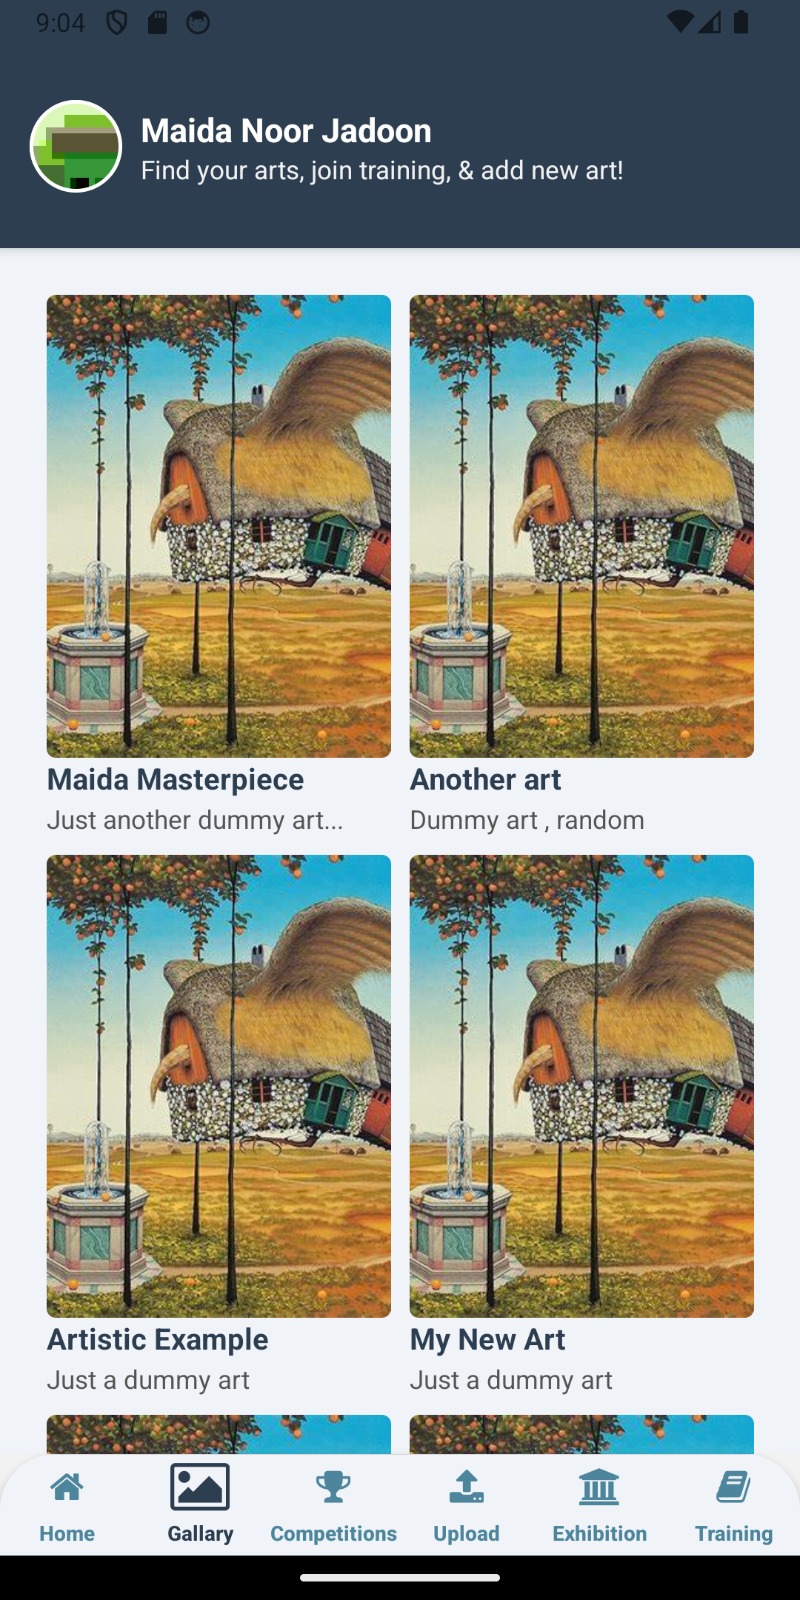 9:04
Maida Noor Jadoon
Find your arts, join training, & add new art!
Maida Masterpiece
Just another dummy art...
Another art
Dummy art , random
Artistic Example
Just a dummy art
My New Art
Just a dummy art
Home
Gallary
Competitions
Upload
Exhibition
Training